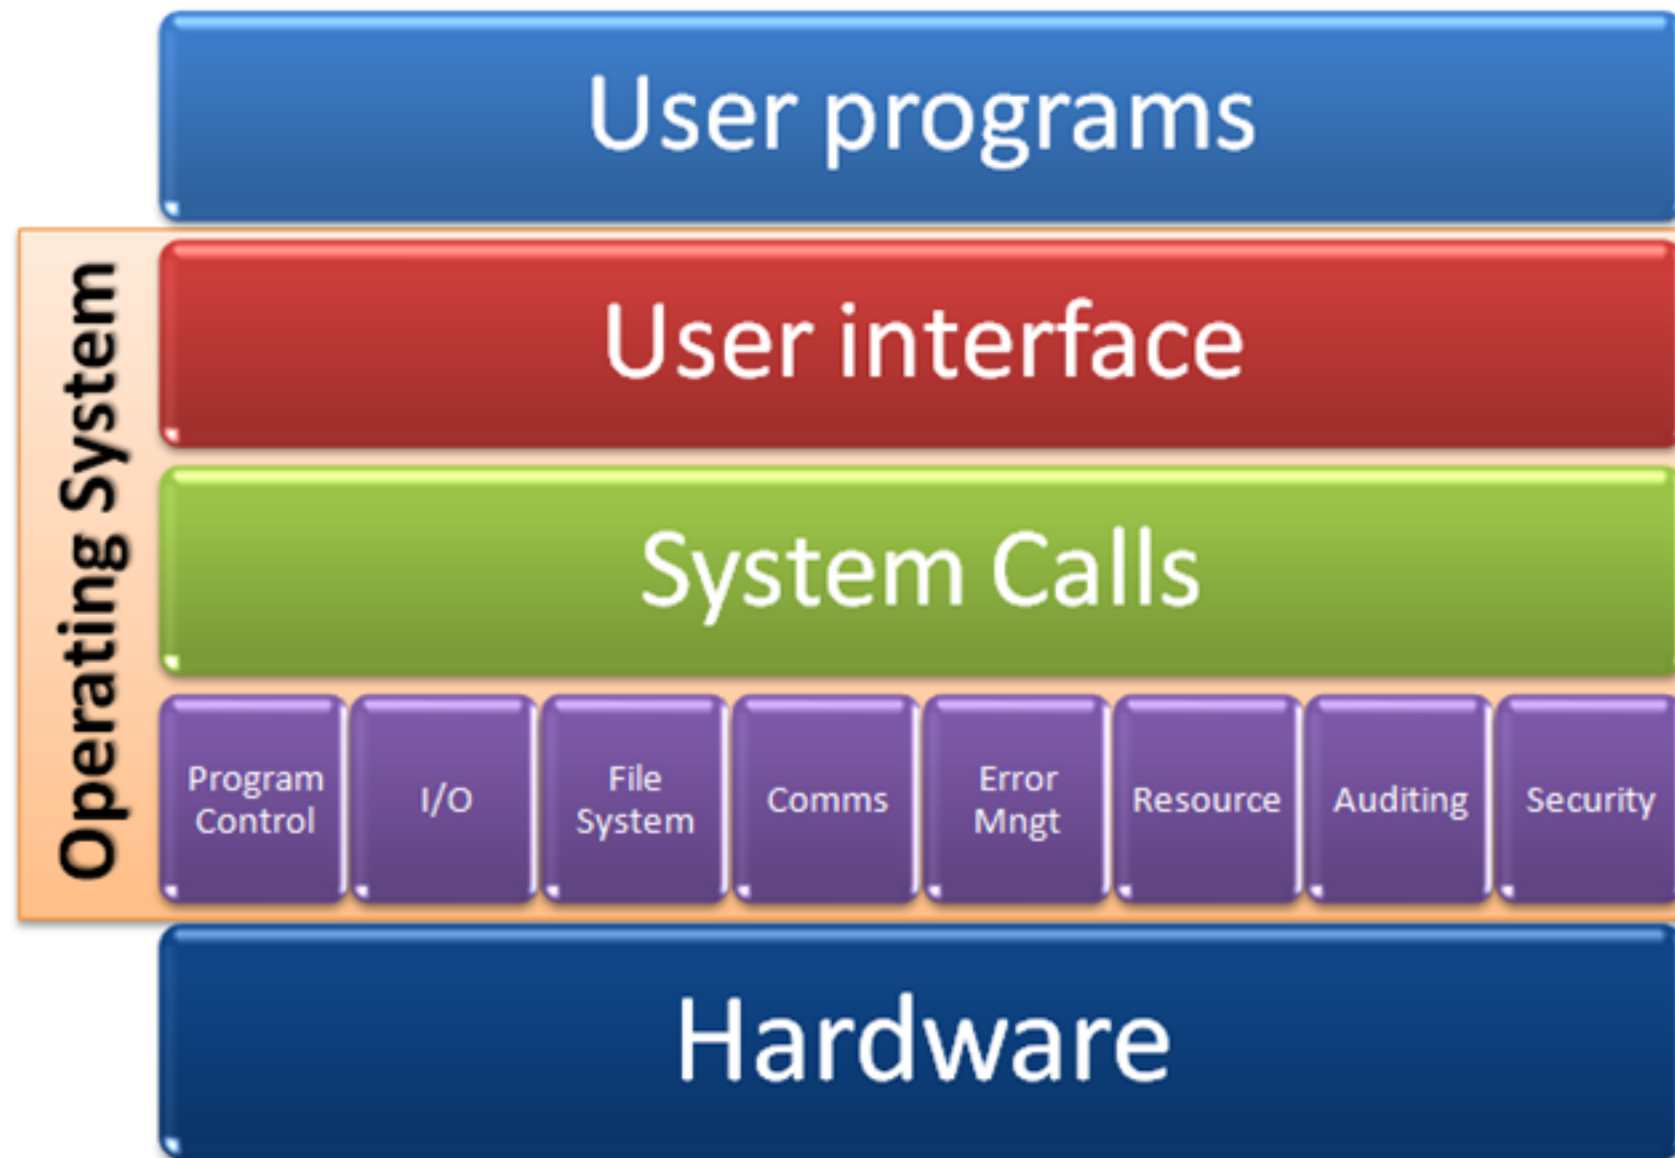 User programs
Operating System
User interface
System Calls
Program
Control
I/O
File
System
Comms
Error
Mngt
Resource
Auditing
Security
Hardware